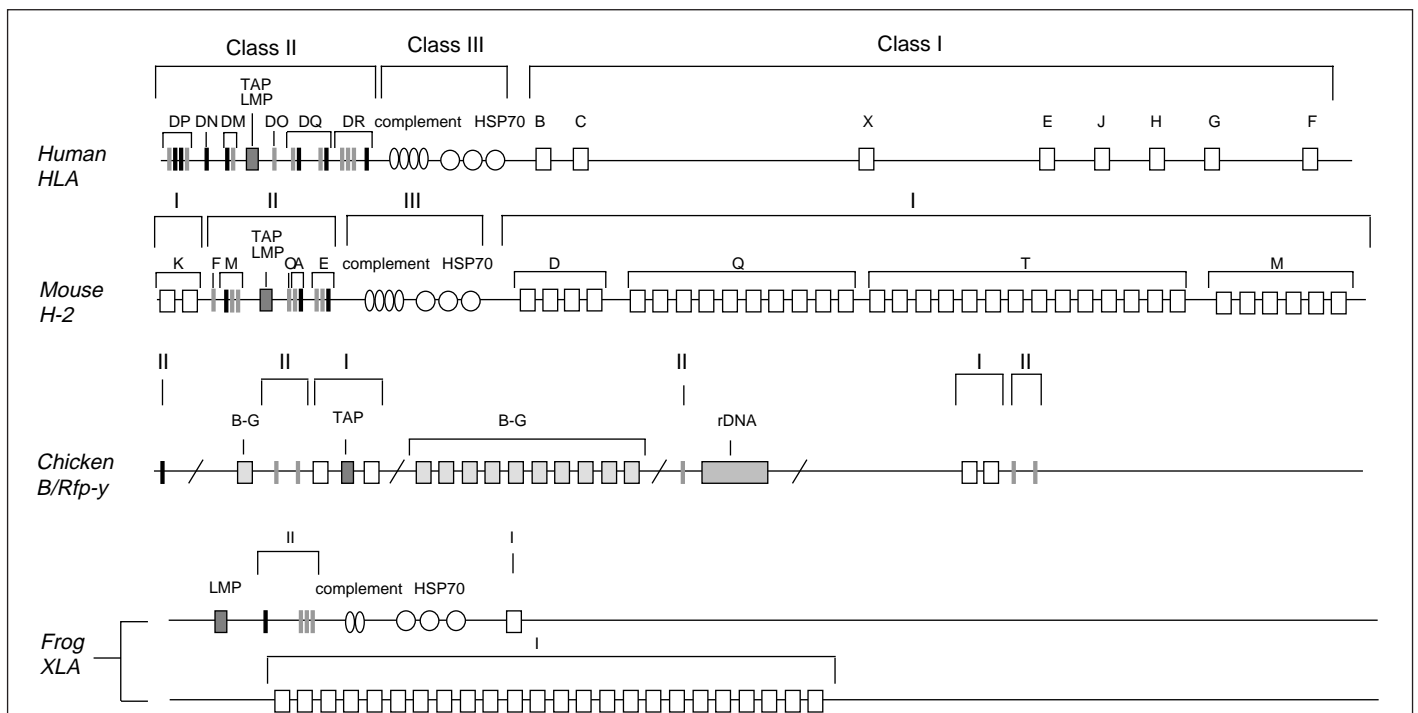 Class II Class III Class I
TAP
LMP
DP DN DM DO DQ DR complement HSP70 B C X E J H G F
Human
HLA
I II III I
TAP
LMP
K F M O A E complement HSP70 D Q T M
Mouse
H-2
II II I II I II
B-G TAP B-G rDNA
Chicken
B/Rfp-y
II I
LMP complement HSP70
Frog
XLA
I